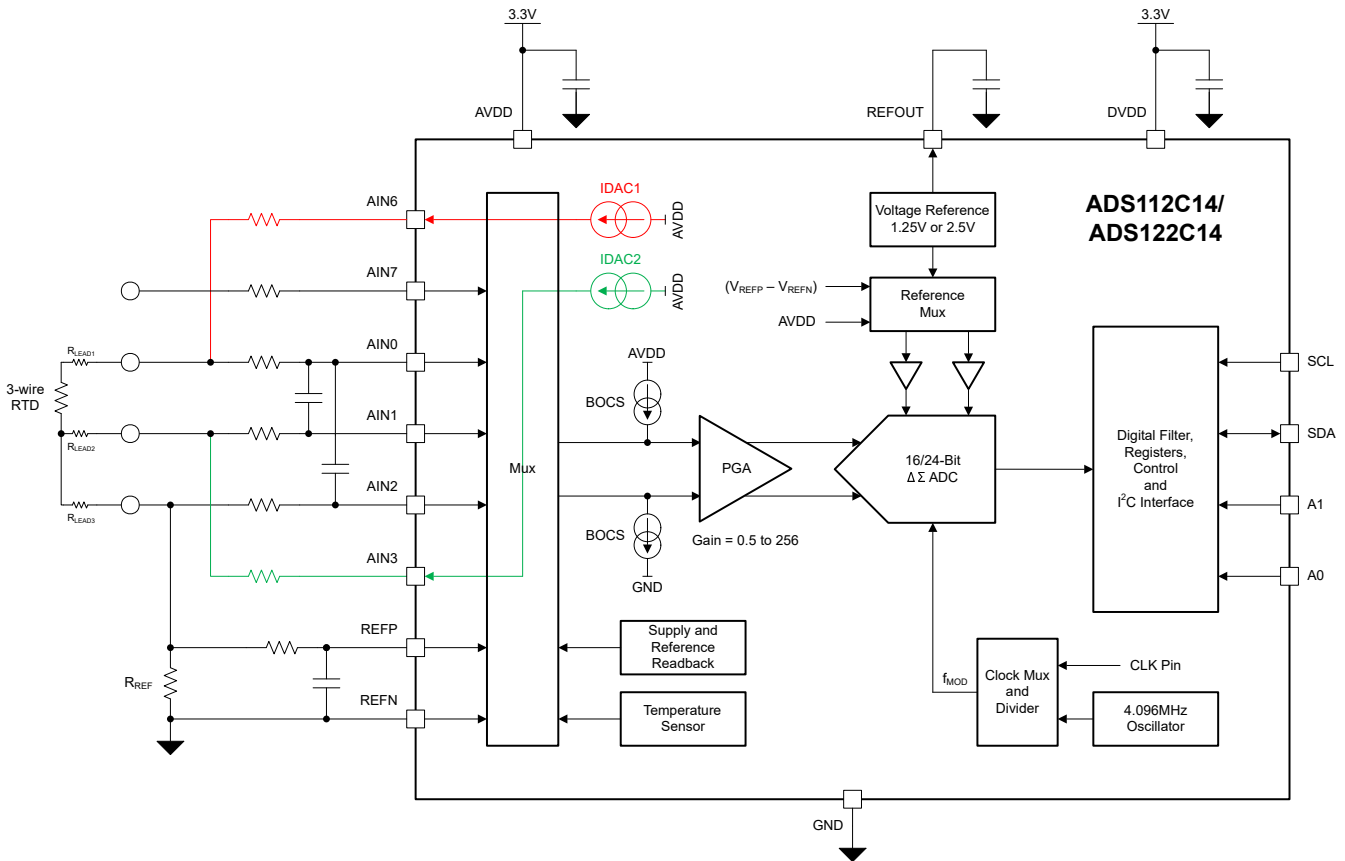 3.3V
3.3V
AVDD
REFOUT
DVDD
ADS112C14/
ADS122C14
AIN6
IDAC1
AVDD
Voltage Reference
1.25V or 2.5V
AIN7
IDAC2
AVDD
(VREFP – VREFN)
AVDD
Reference
Mux
3-wire
RTD
RLEAD1
RLEAD2
RLEAD3
AIN0
AIN1
AIN2
AIN3
Mux
AVDD
BOCS
BOCS
GND
PGA
Gain = 0.5 to 256
16/24-Bit
Δ Σ ADC
Digital Filter,
Registers,
Control
and
I²C Interface
SCL
SDA
A1
A0
REFP
RREF
REFN
Supply and
Reference
Readback
Temperature
Sensor
fMOD
Clock Mux
and
Divider
CLK Pin
4.096MHz
Oscillator
GND